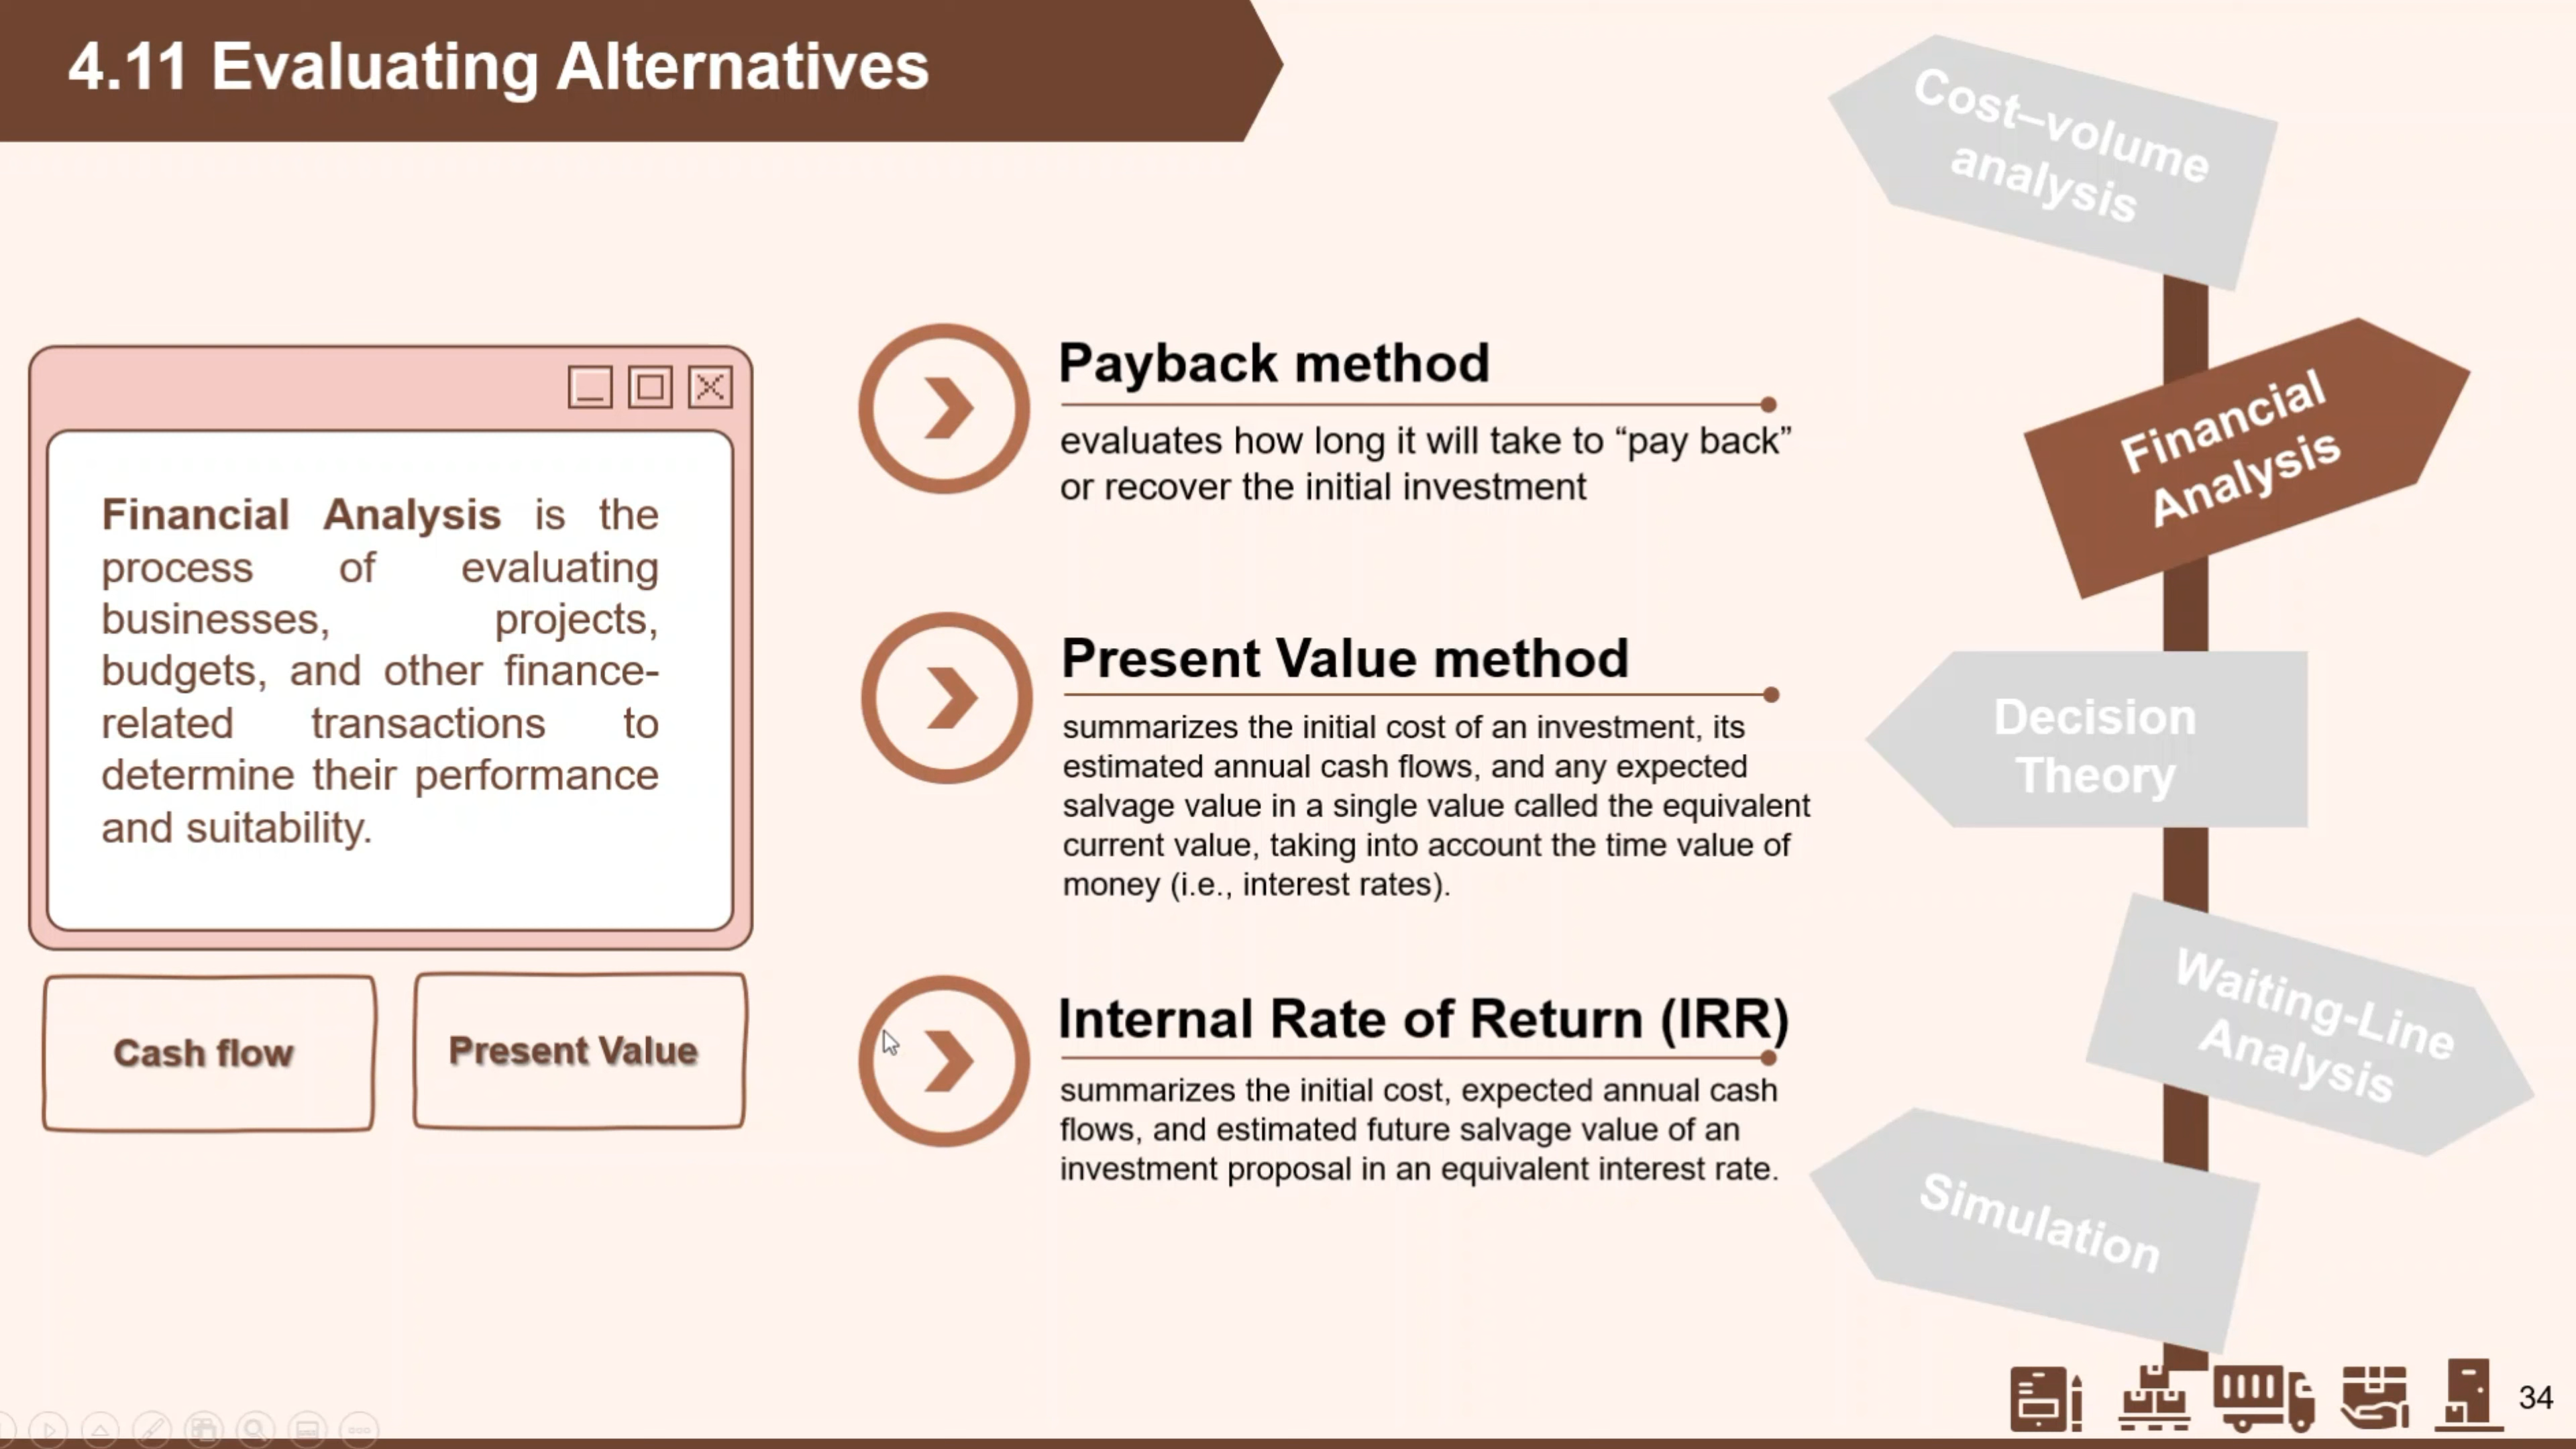 4.11 Evaluating Alternatives
Financial Analysis is the
process of evaluating
businesses, projects,
budgets, and other finance-
related transactions to
determine their performance
and suitability.
Cash flow
Present Value
Payback method
evaluates how long it will take to “pay back”
or recover the initial investment
Present Value method
summarizes the initial cost of an investment, its
estimated annual cash flows, and any expected
salvage value in a single value called the equivalent
current value, taking into account the time value of
money (i.e., interest rates).
Internal Rate of Return (IRR)
summarizes the initial cost, expected annual cash
flows, and estimated future salvage value of an
investment proposal in an equivalent interest rate.
Cost–volume
analysis
Financial
Analysis
Decision
Theory
Waiting-Line
Analysis
Simulation
34